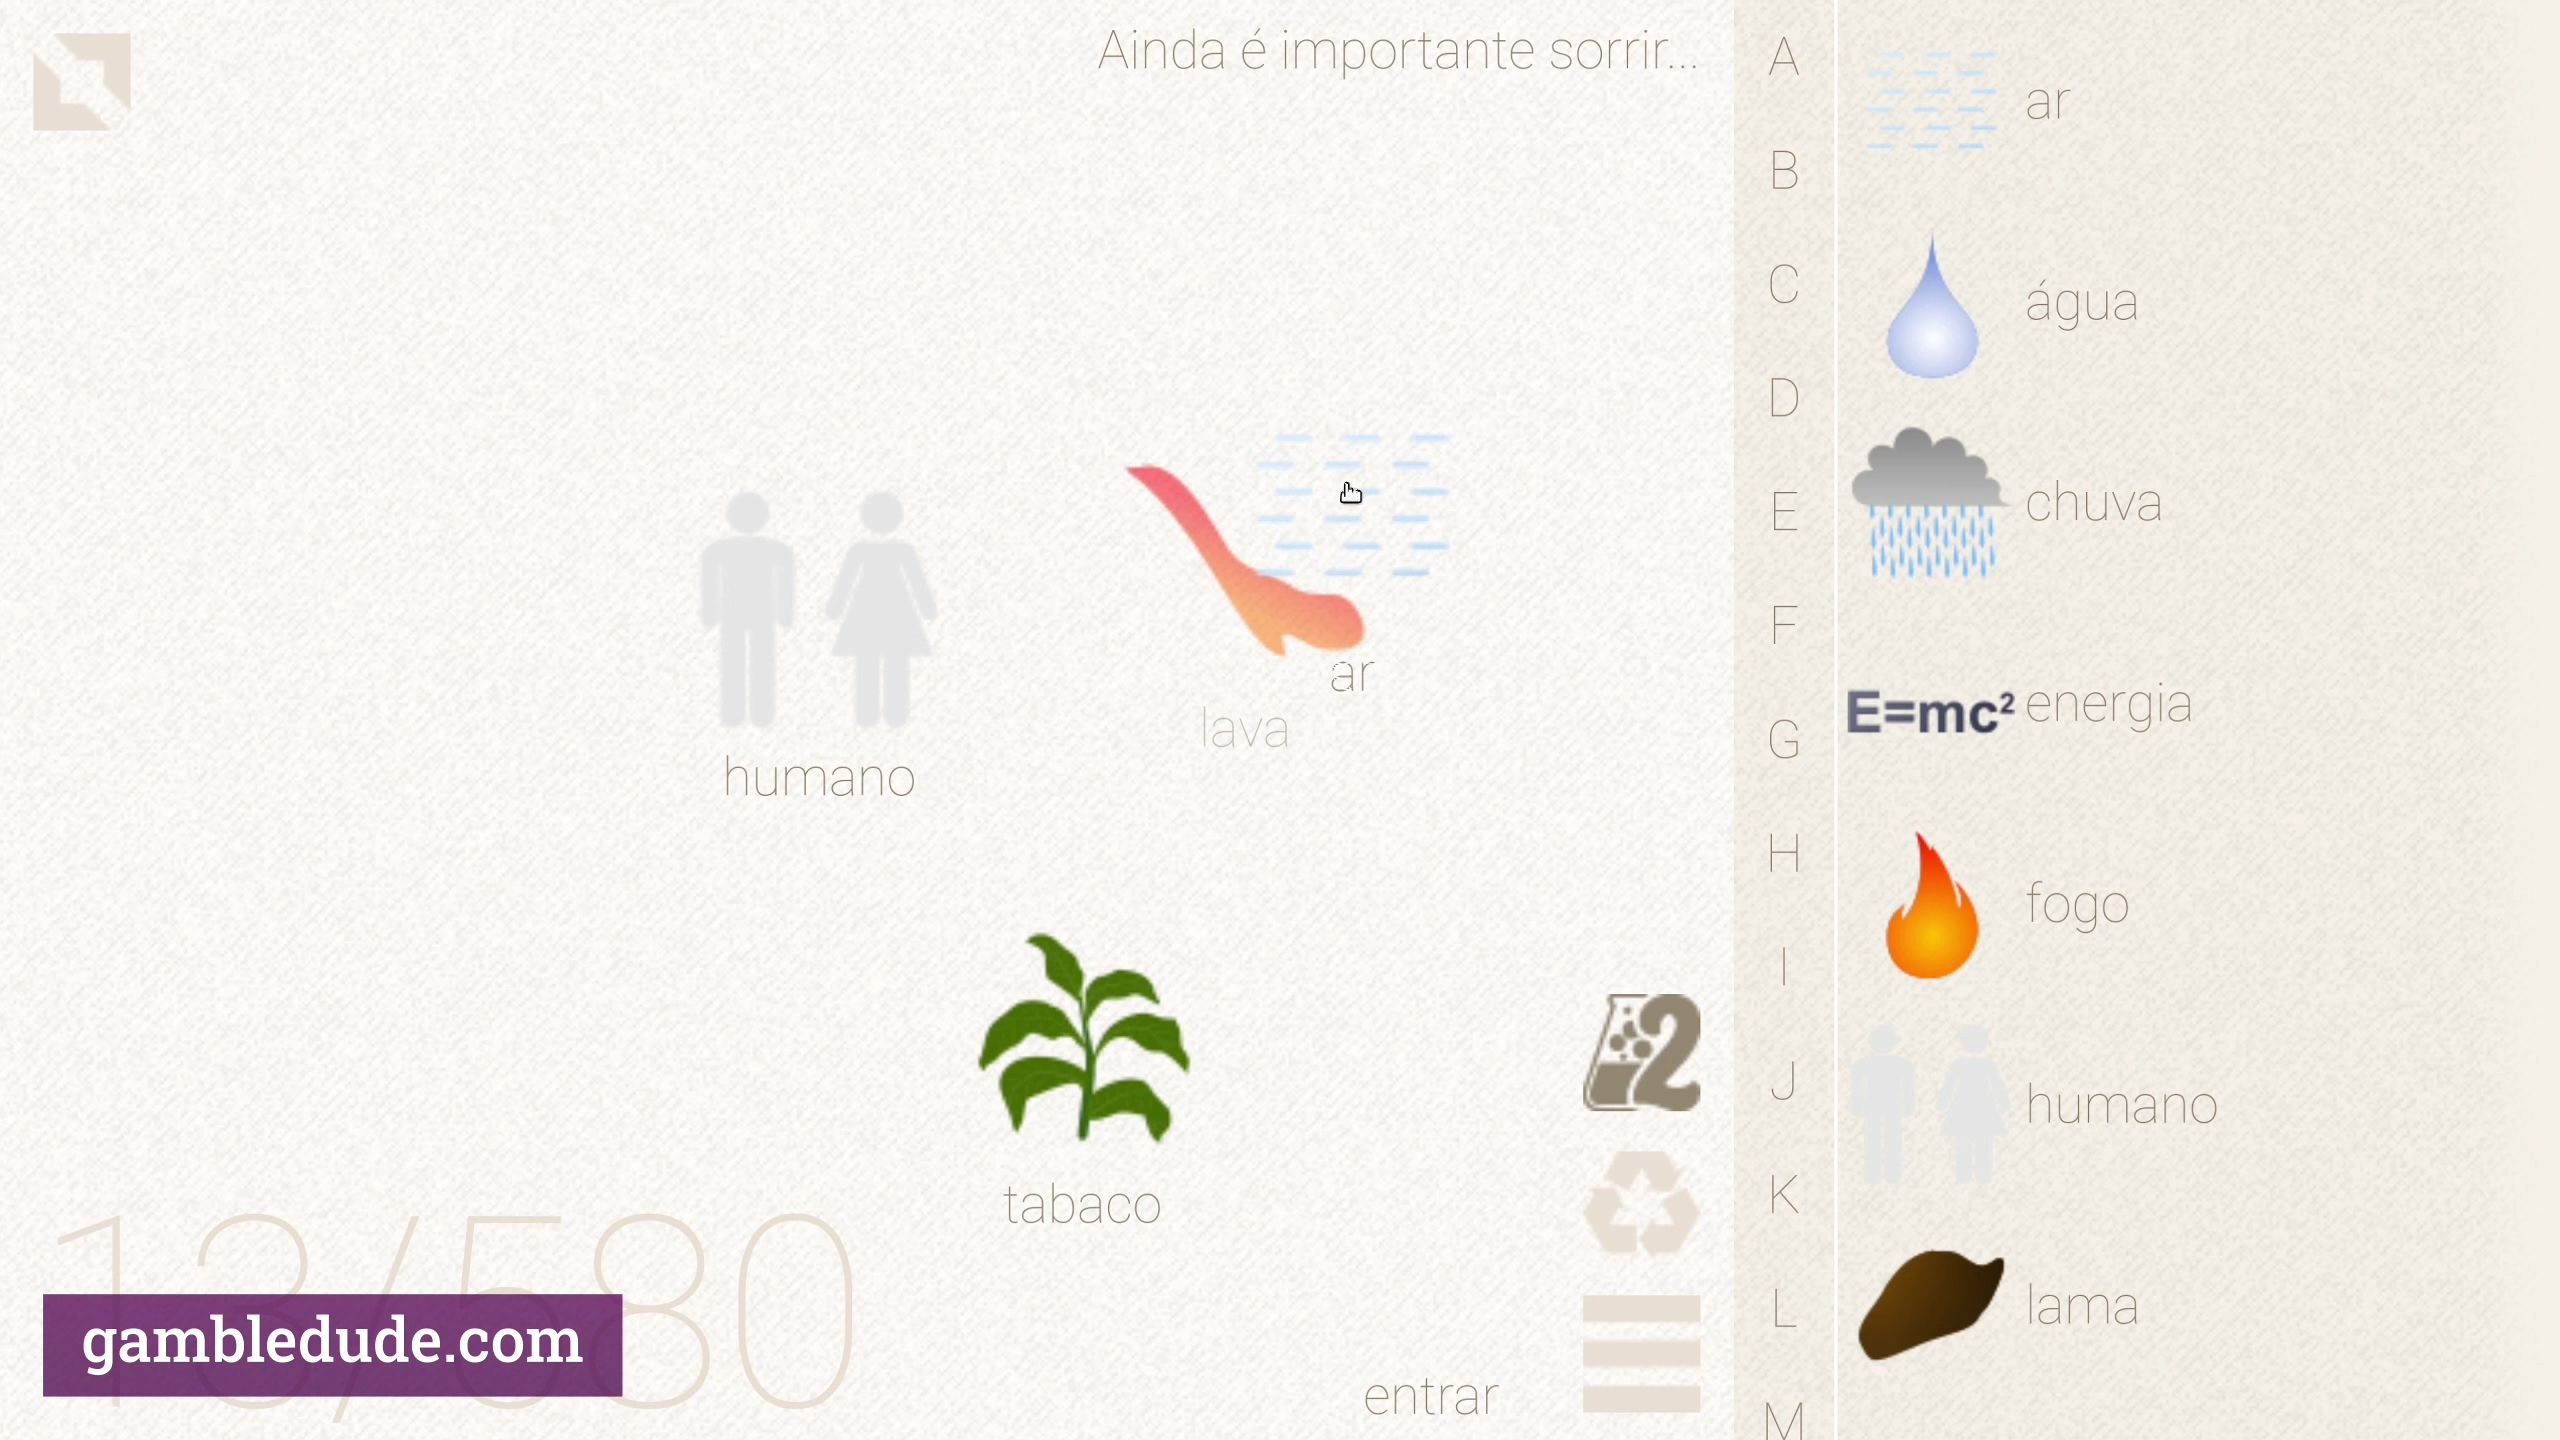 Ainda é importante sorrir...
humano
ar
lava
tabaco
13/580
gambledude.com
entrar
2
A
B
C
D
E
F
G
H
I
J
K
L
M
ar
água
chuva
E=mc² energia
fogo
humano
lama